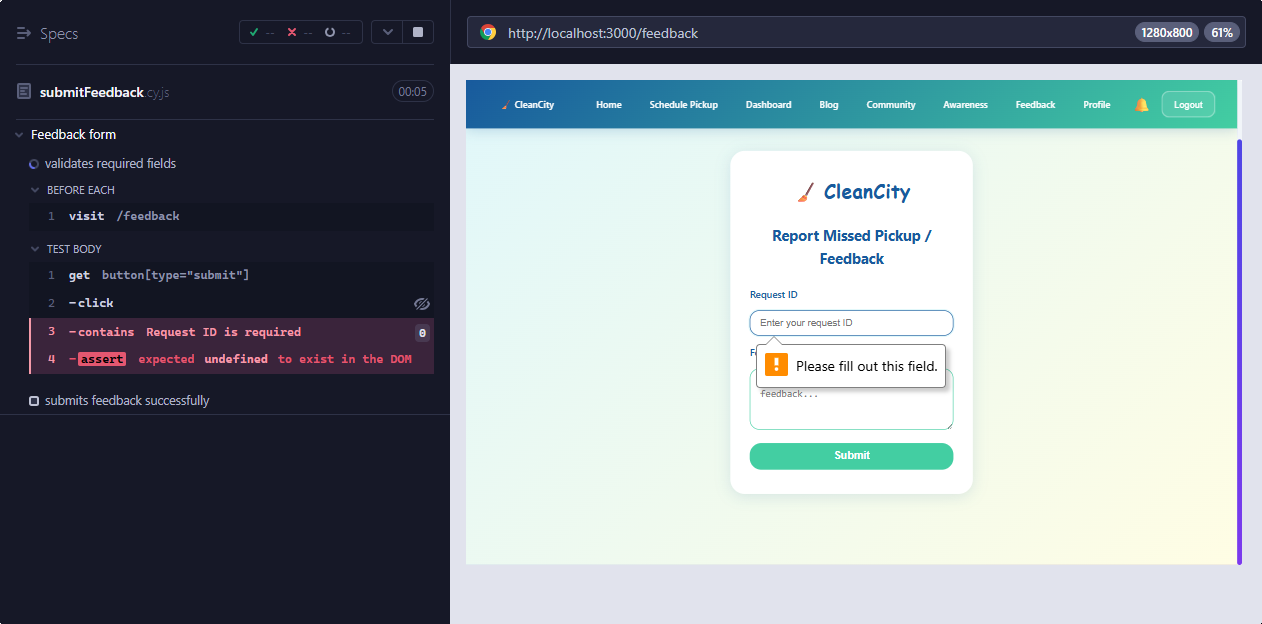 Specs
-- -- --
submitFeedback.cy.js 00:05
Feedback form
validates required fields
BEFORE EACH
1 visit /feedback
TEST BODY
1 get button[type="submit"]
2 -click
3 -contains Request ID is required 0
4 -assert expected undefined to exist in the DOM
submits feedback successfully
http://localhost:3000/feedback 1280x800 61%
CleanCity Home Schedule Pickup Dashboard Blog Community Awareness Feedback Profile Logout
CleanCity
Report Missed Pickup /
Feedback
Request ID
Enter your request ID
Please fill out this field.
feedback...
Submit